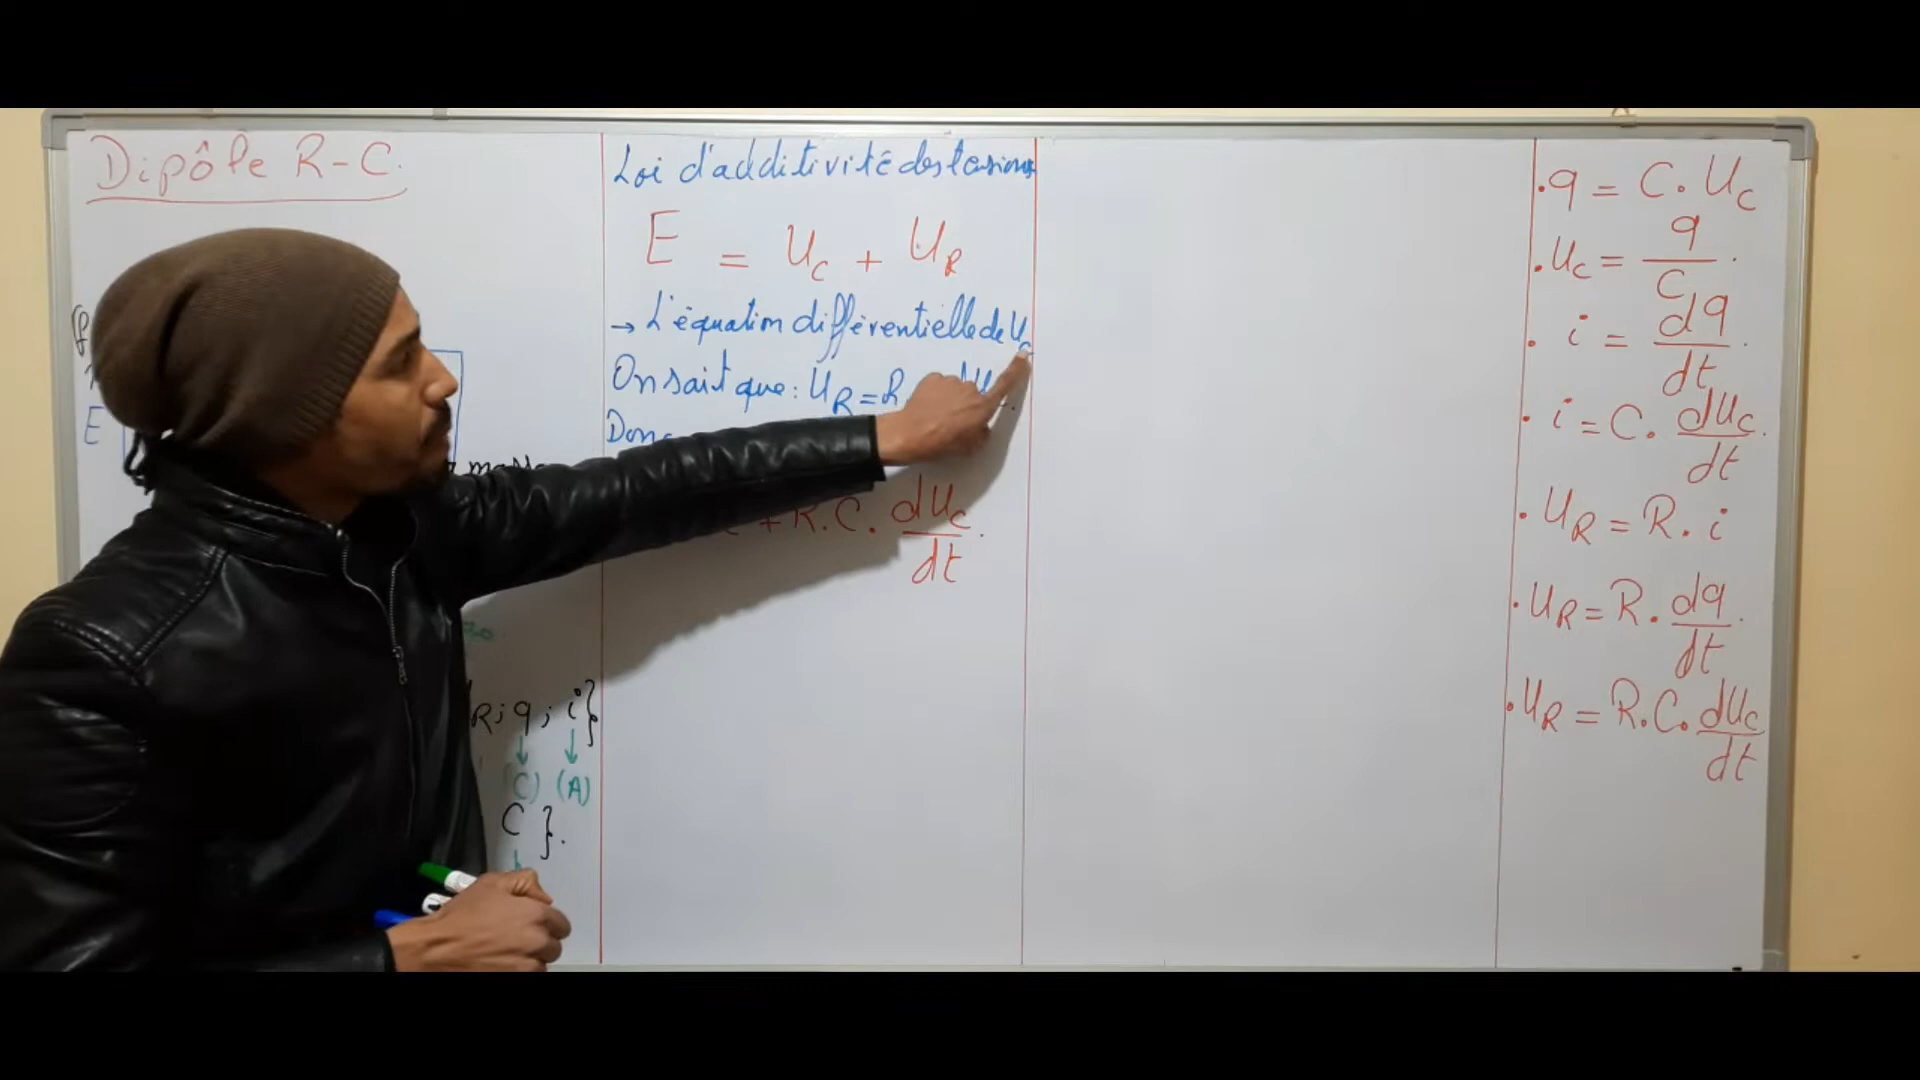 Dipôle R-C.
E
R; q; i}
(C) (A)
C }.
Loi d'additivité des tensions
E = U_C + U_R
→ L'équation différentielle de U_C
On sait que: U_R = R.
Donc
+ R.C. dU_C/dt.
.q = C. U_C
.U_C = q/C.
. i = dq/dt.
. i = C. dU_C/dt.
. U_R = R. i
. U_R = R. dq/dt.
. U_R = R.C. dU_C/dt